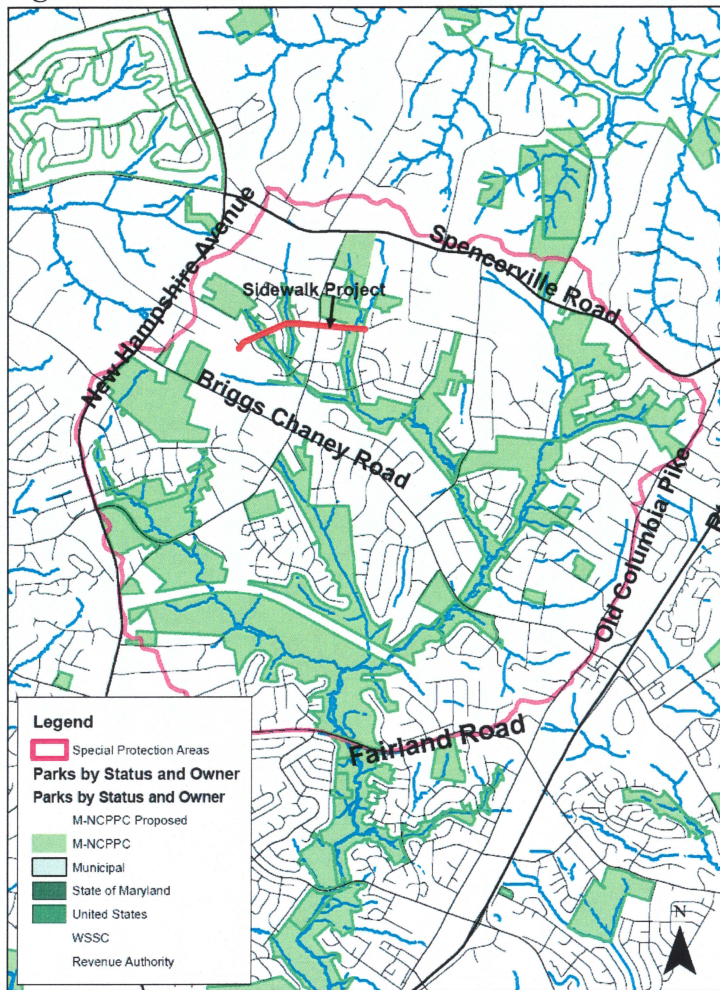 New Hampshire Avenue
Spencerville Road
Sidewalk Project
Briggs Chaney Road
Old Columbia Pike
Fairland Road
Legend
Special Protection Areas
Parks by Status and Owner
Parks by Status and Owner
M-NCPPC Proposed
M-NCPPC
Municipal
State of Maryland
United States
WSSC
Revenue Authority
N